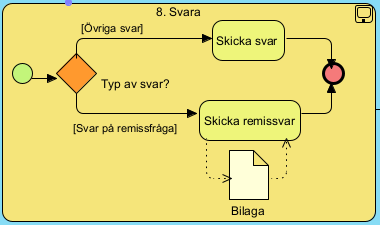 8. Svara
[Övriga svar]
Skicka svar
Typ av svar?
Skicka remissvar
[Svar på remissfråga]
Bilaga